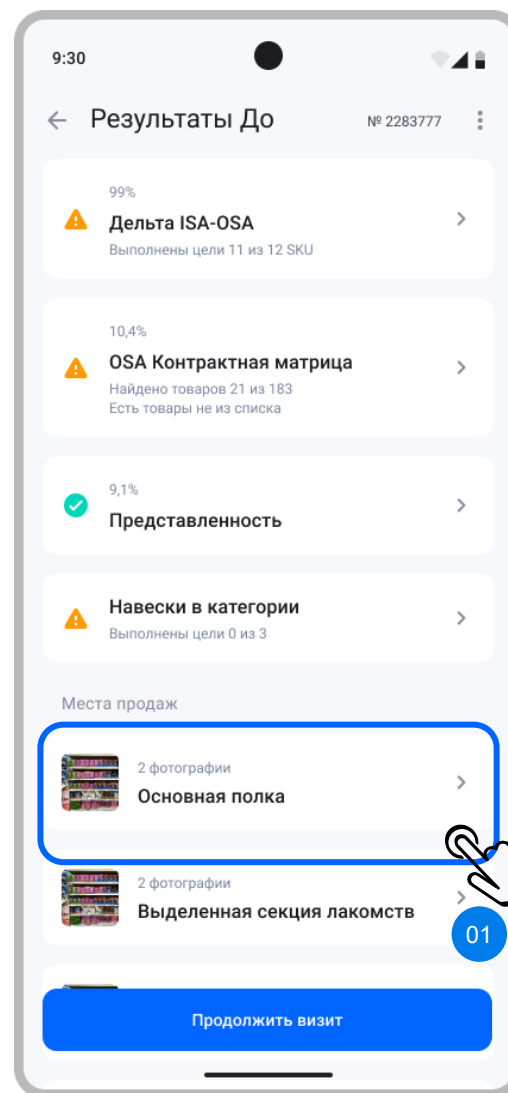 9:30
Результаты До
№ 2283777
99%
Дельта ISA-OSA
Выполнены цели 11 из 12 SKU
10,4%
OSA Контрактная матрица
Найдено товаров 21 из 183
Есть товары не из списка
9,1%
Представленность
Навески в категории
Выполнены цели 0 из 3
Места продаж
2 фотографии
Основная полка
2 фотографии
Выделенная секция лакомств
01
Продолжить визит